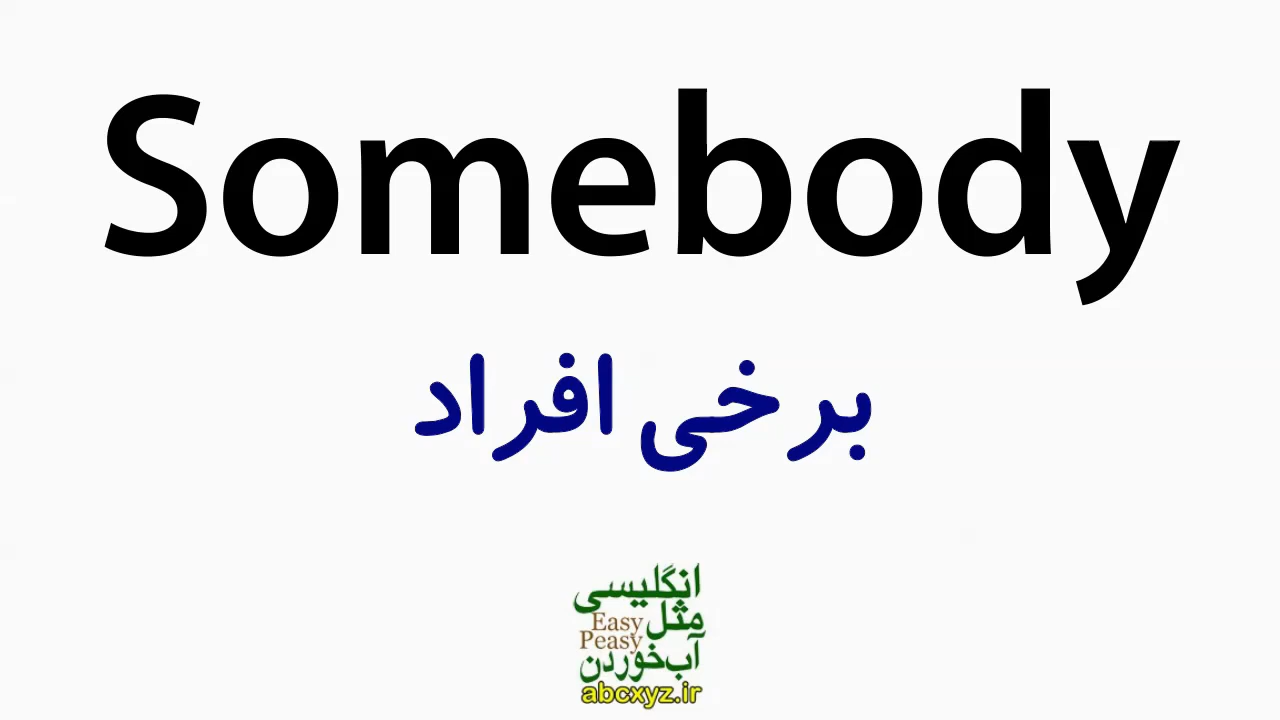 Somebody
برخی افراد
انگلیسی
مثل Easy
Peasy
آب‌خوردن
abcxyz.ir